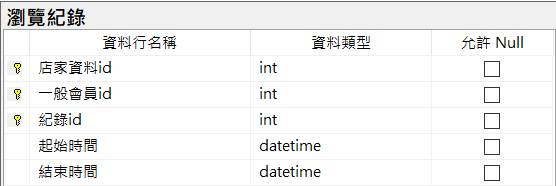 瀏覽紀錄
資料行名稱 資料類型 允許 Null
店家資料id int
一般會員id int
紀錄id int
起始時間 datetime
結束時間 datetime